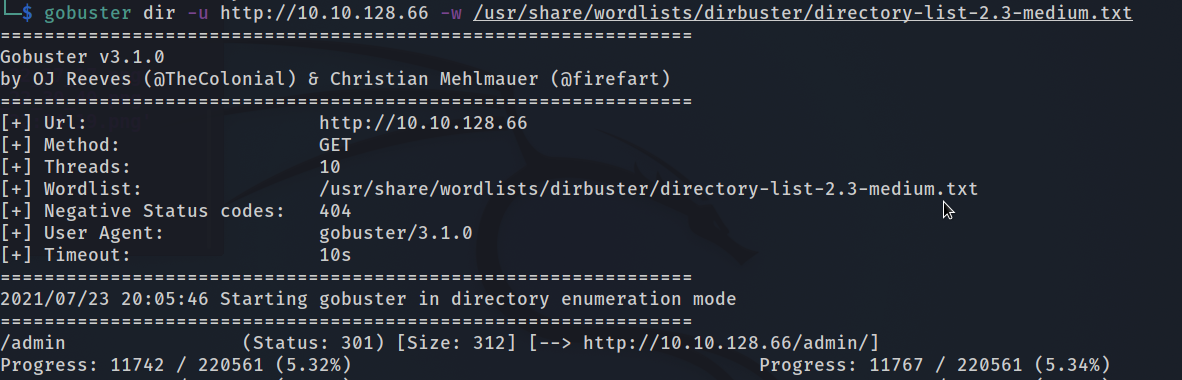 └─$ gobuster dir -u http://10.10.128.66 -w /usr/share/wordlists/dirbuster/directory-list-2.3-medium.txt
===============================================================
Gobuster v3.1.0
by OJ Reeves (@TheColonial) & Christian Mehlmauer (@firefart)
===============================================================
[+] Url:                     http://10.10.128.66
[+] Method:                  GET
[+] Threads:                 10
[+] Wordlist:                /usr/share/wordlists/dirbuster/directory-list-2.3-medium.txt
[+] Negative Status codes:   404
[+] User Agent:              gobuster/3.1.0
[+] Timeout:                 10s
===============================================================
2021/07/23 20:05:46 Starting gobuster in directory enumeration mode
===============================================================
/admin                (Status: 301) [Size: 312] [--> http://10.10.128.66/admin/]
Progress: 11742 / 220561 (5.32%)                                     Progress: 11767 / 220561 (5.34%)